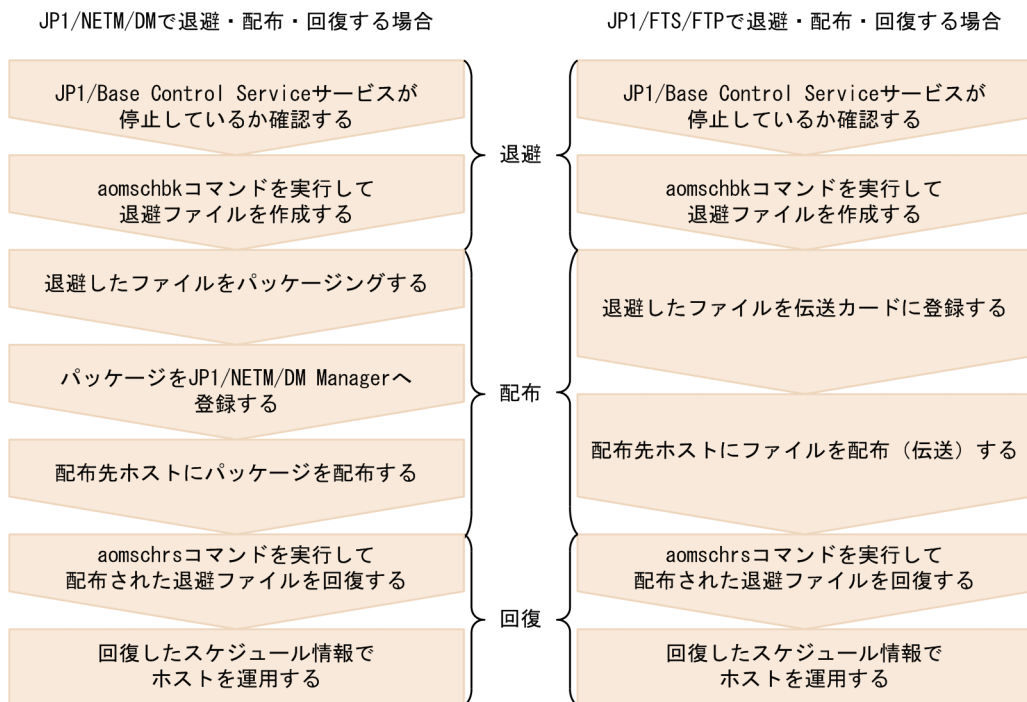 JP1/NETM/DMで退避・配布・回復する場合
JP1/Base Control Serviceサービスが
停止しているか確認する
aomschbkコマンドを実行して
退避ファイルを作成する
退避したファイルをパッケージングする
パッケージをJP1/NETM/DM Managerへ
登録する
配布先ホストにパッケージを配布する
aomschrsコマンドを実行して
配布された退避ファイルを回復する
回復したスケジュール情報で
ホストを運用する
退避
配布
回復
JP1/FTS/FTPで退避・配布・回復する場合
JP1/Base Control Serviceサービスが
停止しているか確認する
aomschbkコマンドを実行して
退避ファイルを作成する
退避したファイルを伝送カードに登録する
配布先ホストにファイルを配布（伝送）する
aomschrsコマンドを実行して
配布された退避ファイルを回復する
回復したスケジュール情報で
ホストを運用する